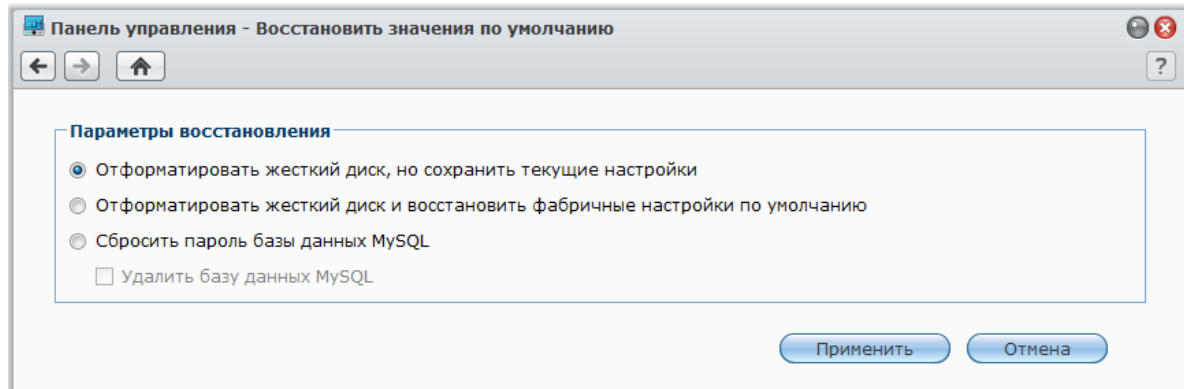 Панель управления - Восстановить значения по умолчанию
?
Параметры восстановления
Отформатировать жесткий диск, но сохранить текущие настройки
Отформатировать жесткий диск и восстановить фабричные настройки по умолчанию
Сбросить пароль базы данных MySQL
Удалить базу данных MySQL
Применить Отмена